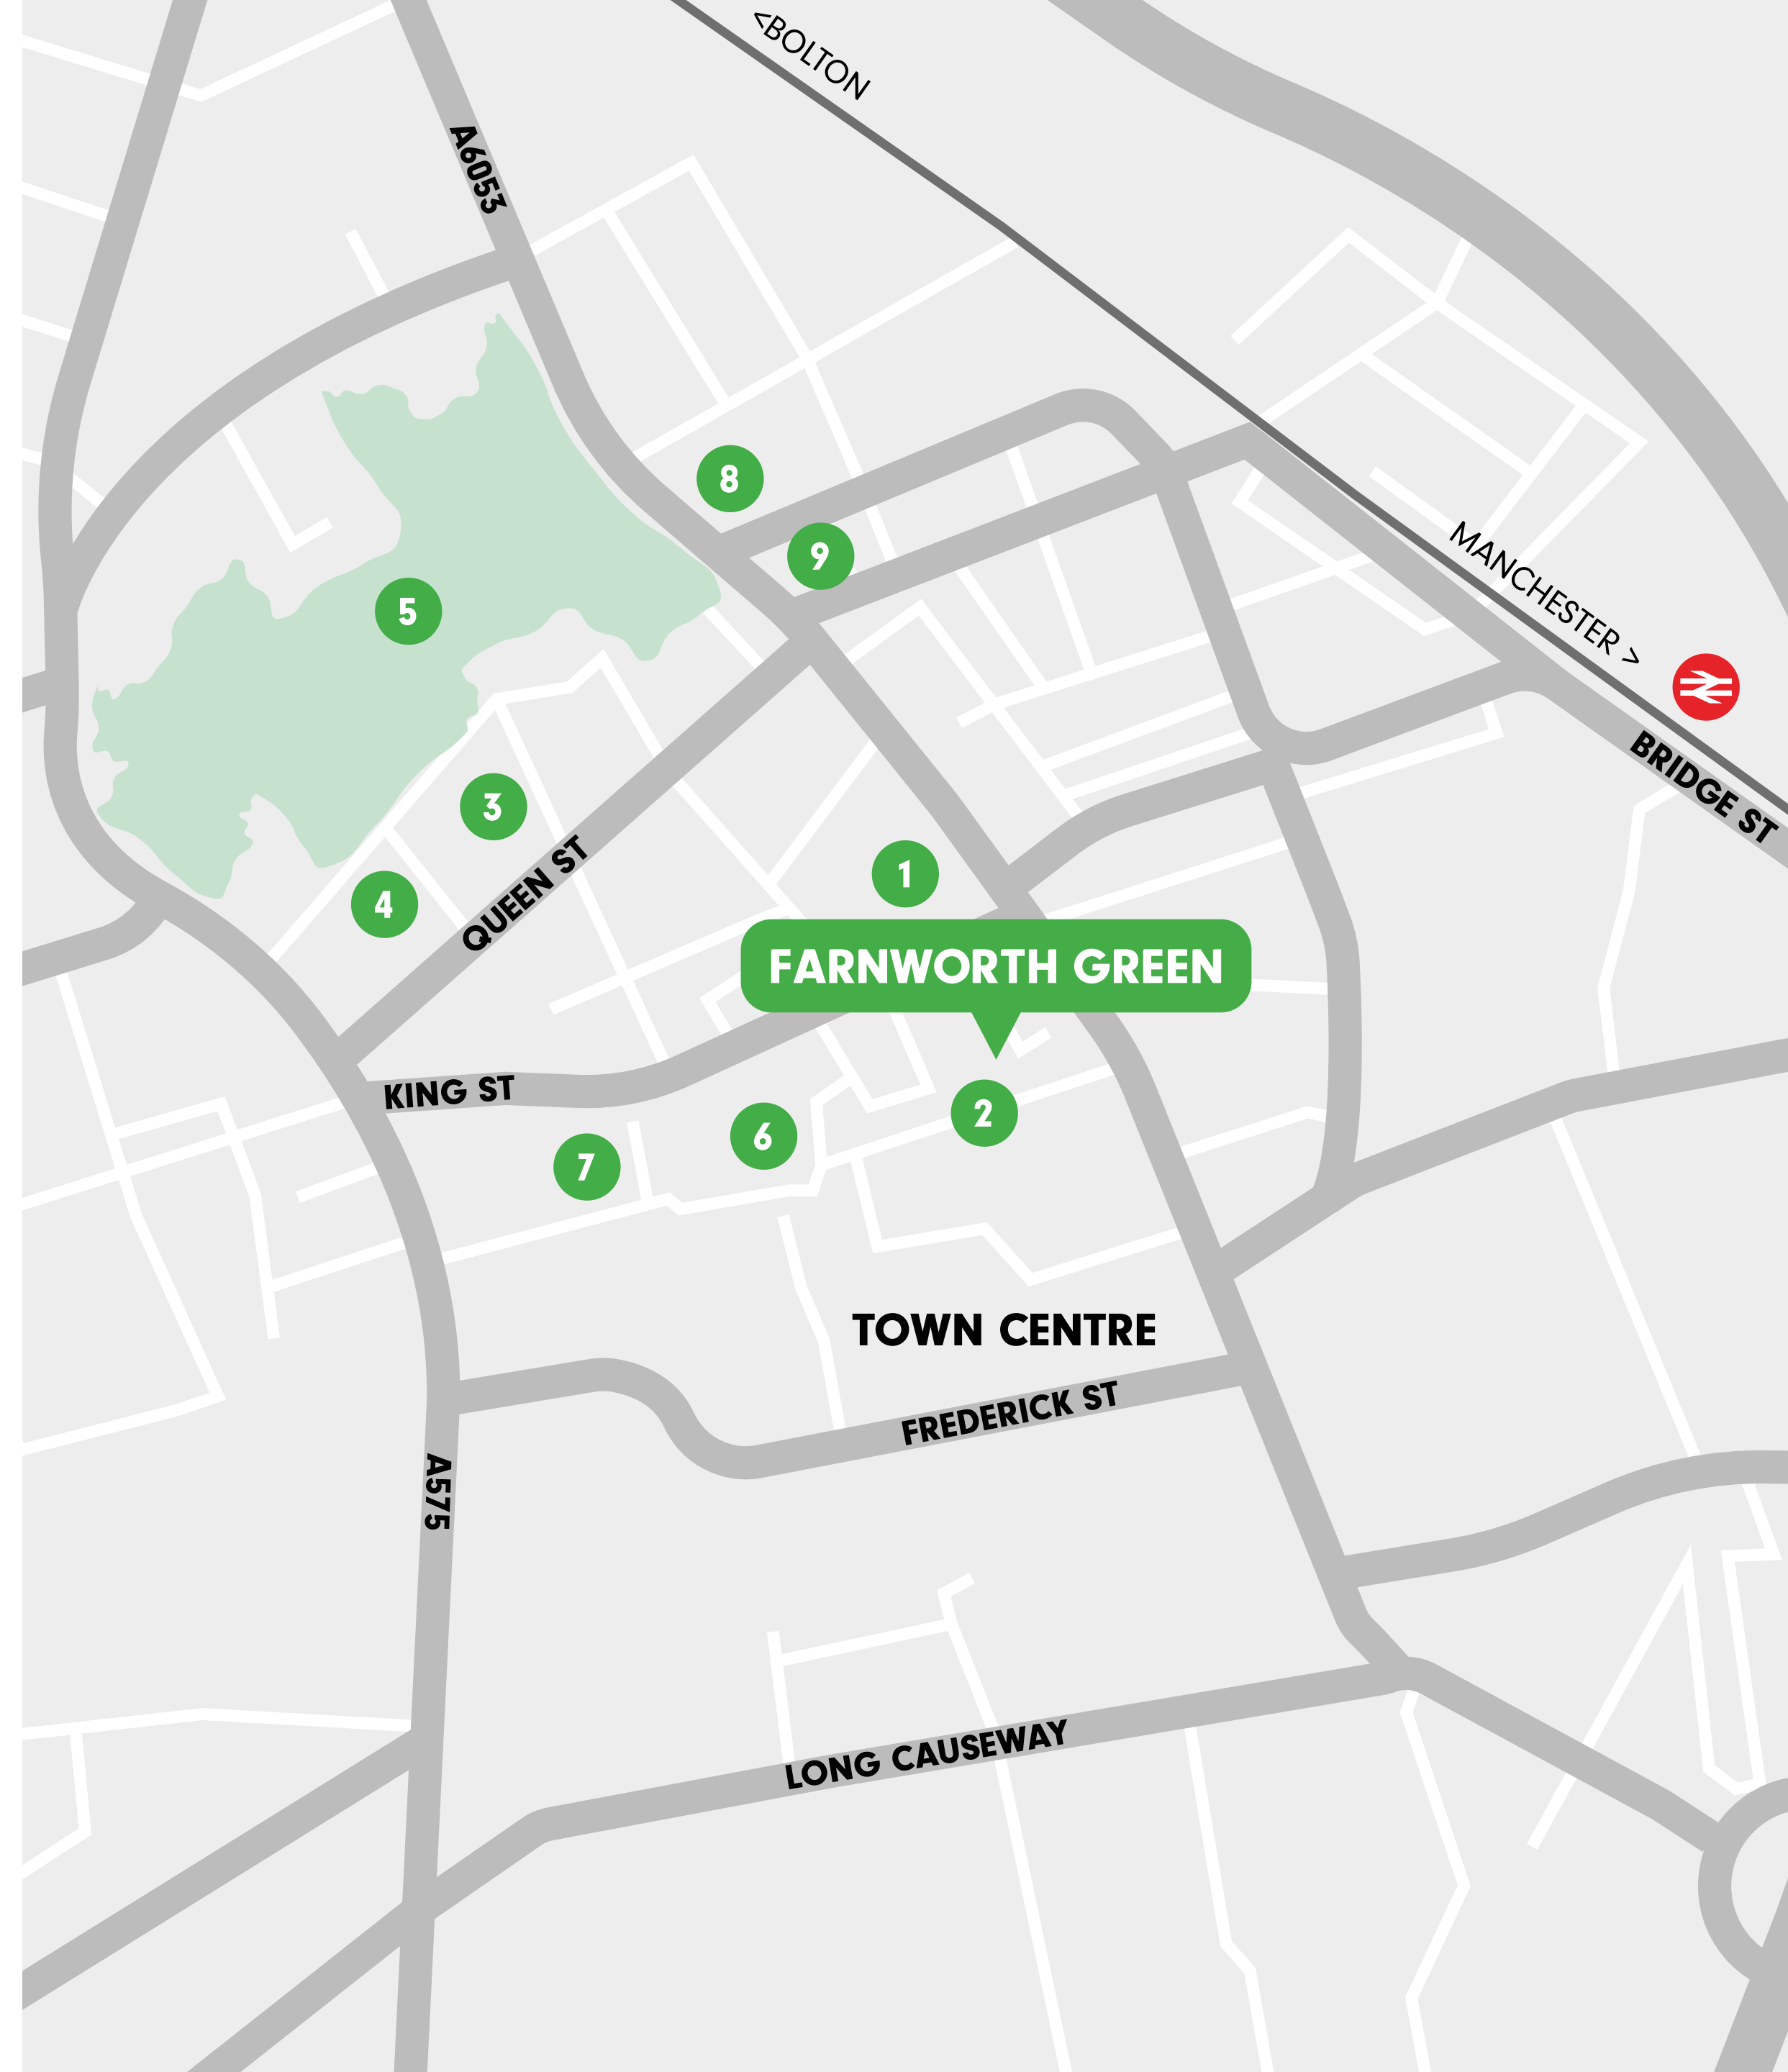 <BOLTON
A6053
8
9
5
MANCHESTER >
BRIDGE ST
3
QUEEN ST
1
4
FARNWORTH GREEN
KING ST
2
6
7
TOWN CENTRE
FREDERICK ST
A575
LONG CAUSEWAY